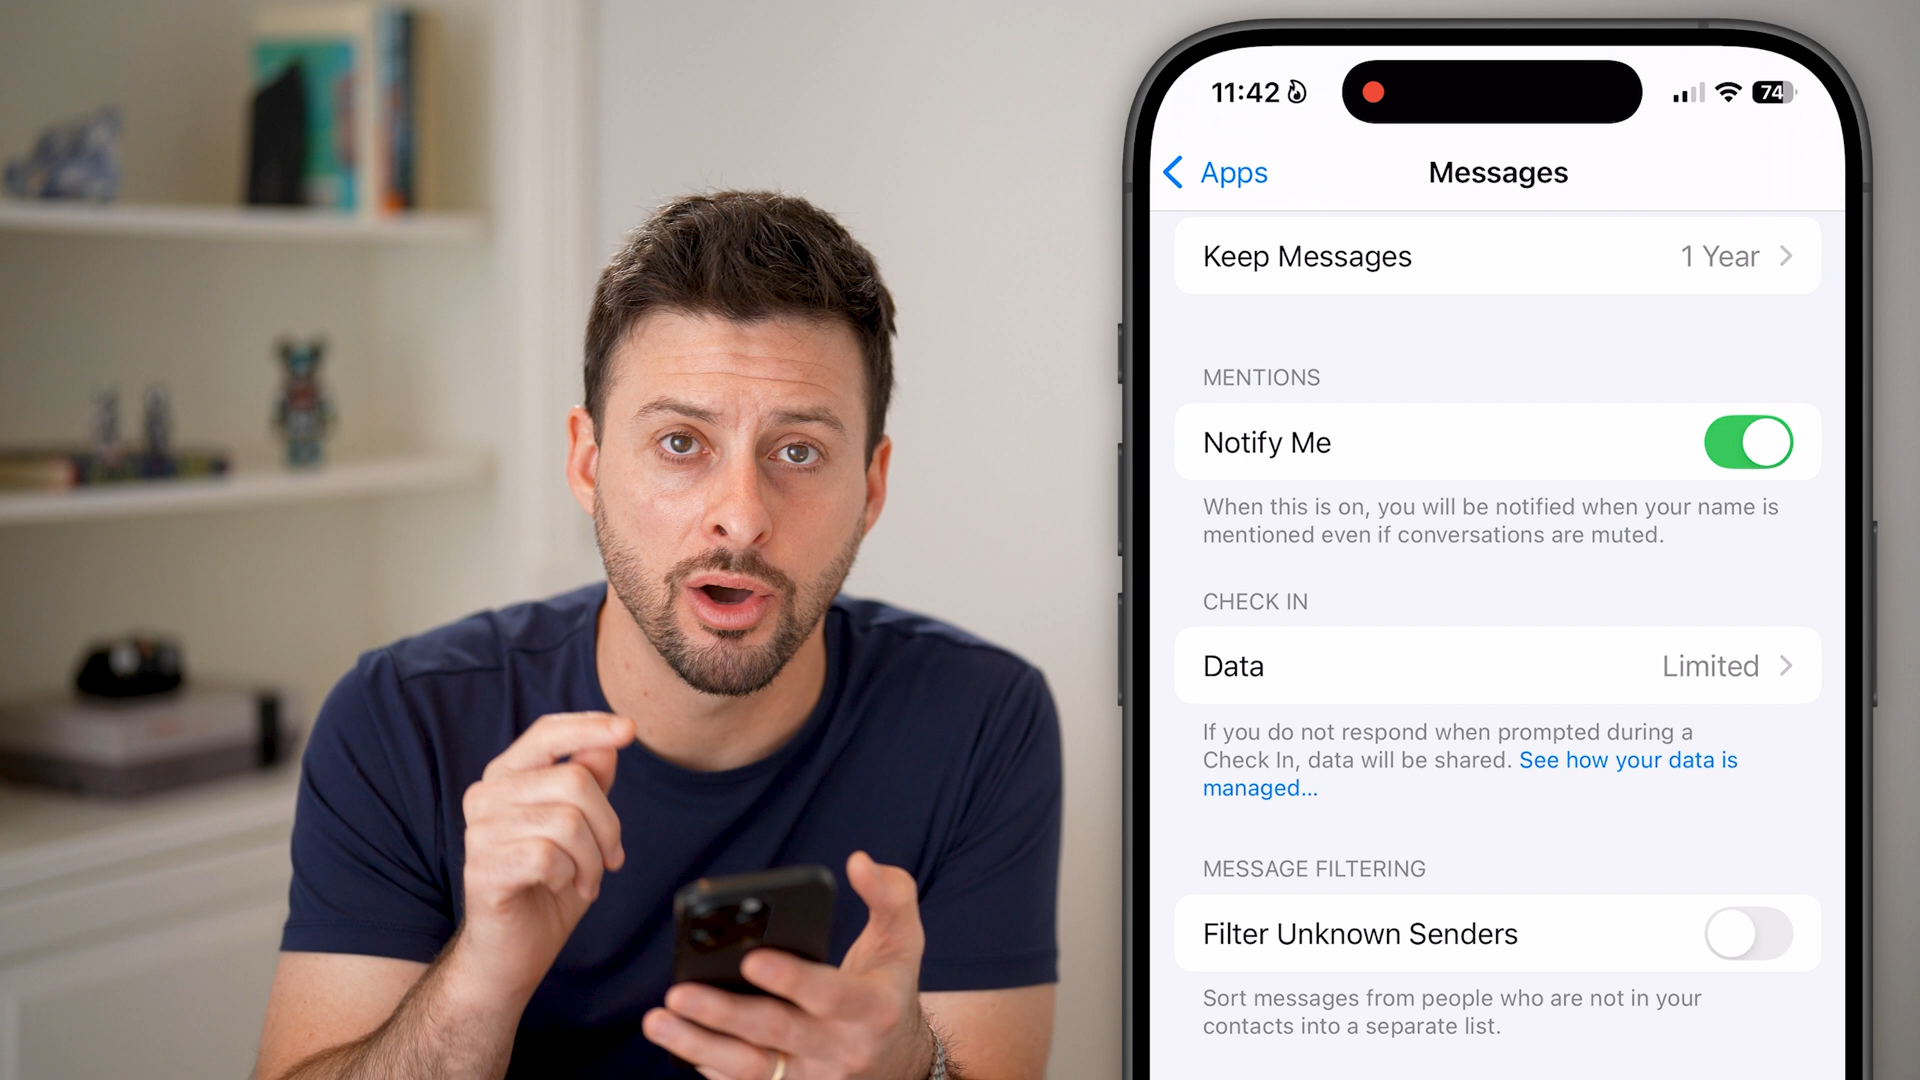 11:42
74
Apps
Messages
Keep Messages
1 Year
MENTIONS
Notify Me
When this is on, you will be notified when your name is
mentioned even if conversations are muted.
CHECK IN
Data
Limited
If you do not respond when prompted during a
Check In, data will be shared. See how your data is
managed...
MESSAGE FILTERING
Filter Unknown Senders
Sort messages from people who are not in your
contacts into a separate list.